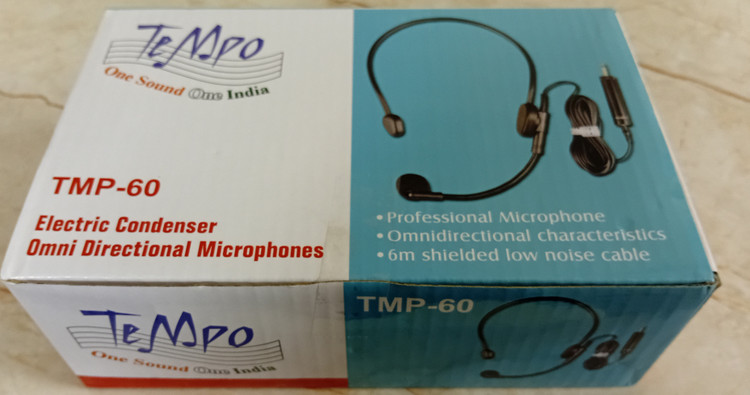 TeMpo
One Sound One India
TMP-60
Electric Condenser
Omni Directional Microphones
•Professional Microphone
•Omnidirectional characteristics
•6m shielded low noise cable
TeMpo
One Sound One India
TMP-60